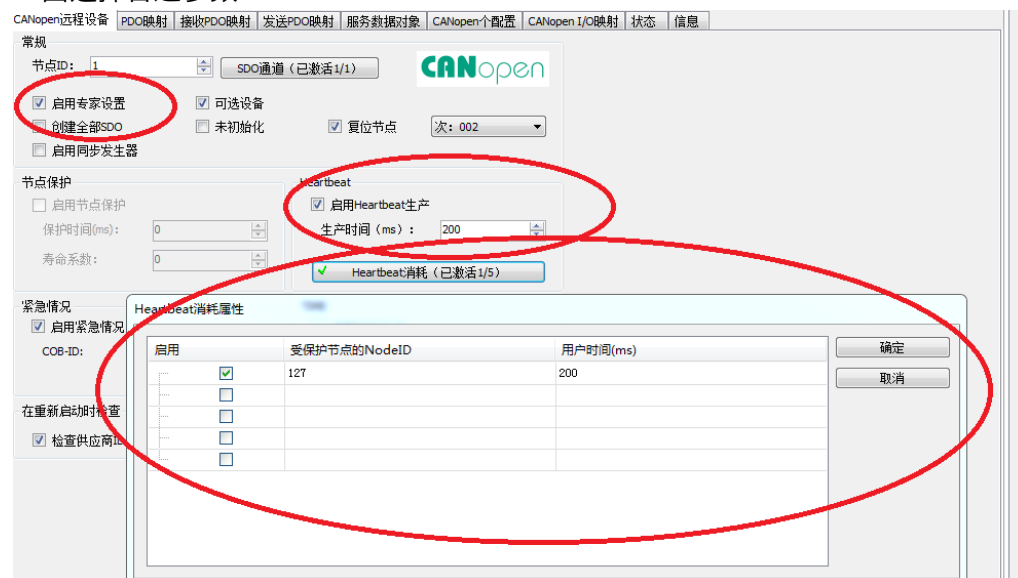 CANopen远程设备 PDO映射 接收PDO映射 发送PDO映射 服务数据对象 CANopen个配置 CANopen I/O映射 状态 信息
常规
节点ID: 1 SDO通道（已激活1/1） CANopen
启用专家设置 可选设备
创建全部SDO 未初始化 复位节点 次: 002
启用同步发生器
节点保护 Heartbeat
启用节点保护 启用Heartbeat生产
保护时间(ms): 0 生产时间（ms）: 200
寿命系数: 0 Heartbeat消耗（已激活1/5）
紧急情况 Heartbeat消耗属性
启用紧急情况
COB-ID: 启用 受保护节点的NodeID 用户时间(ms) 确定
127 200 取消
在重新启动时检查
检查供应商ID